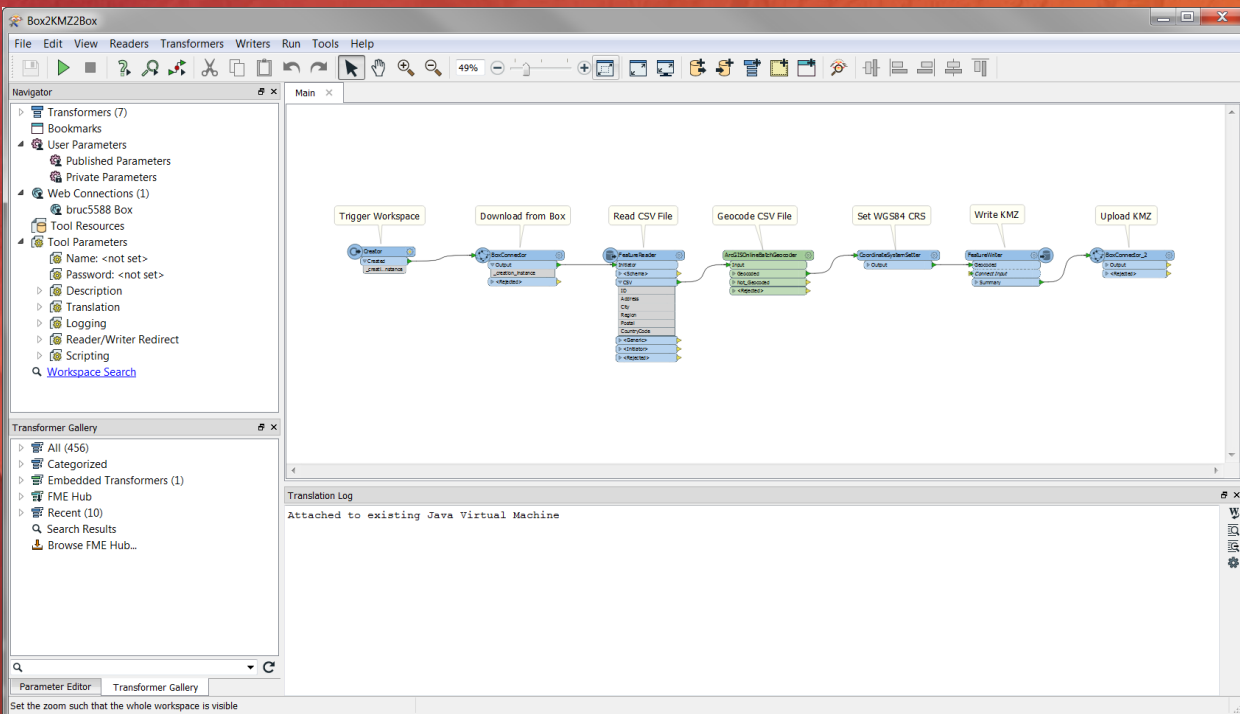 Box2KMZ2Box
File Edit View Readers Transformers Writers Run Tools Help
49%
Navigator
Transformers (7)
Bookmarks
User Parameters
Published Parameters
Private Parameters
Web Connections (1)
bruc5588 Box
Tool Resources
Tool Parameters
Name: <not set>
Password: <not set>
Description
Translation
Logging
Reader/Writer Redirect
Scripting
Workspace Search
Transformer Gallery
All (456)
Categorized
Embedded Transformers (1)
FME Hub
Recent (10)
Search Results
Browse FME Hub...
Parameter Editor Transformer Gallery
Set the zoom such that the whole workspace is visible
Main
Trigger Workspace
Creator
Created
_creati..nstance
Download from Box
BoxConnector
Output
_creation_instance
<Rejected>
Read CSV File
FeatureReader
Initiator
<Schema>
CSV
ID
Address
City
Region
Postal
CountryCode
<Generic>
<Initiator>
<Rejected>
Geocode CSV File
ArcGISOnlineBatchGeocoder
Input
Geocoded
Not_Geocoded
<Rejected>
Set WGS84 CRS
CoordinateSystemSetter
Output
Write KMZ
FeatureWriter
Geocoded
Connect Input
Summary
Upload KMZ
BoxConnector_2
Output
<Rejected>
Translation Log
Attached to existing Java Virtual Machine